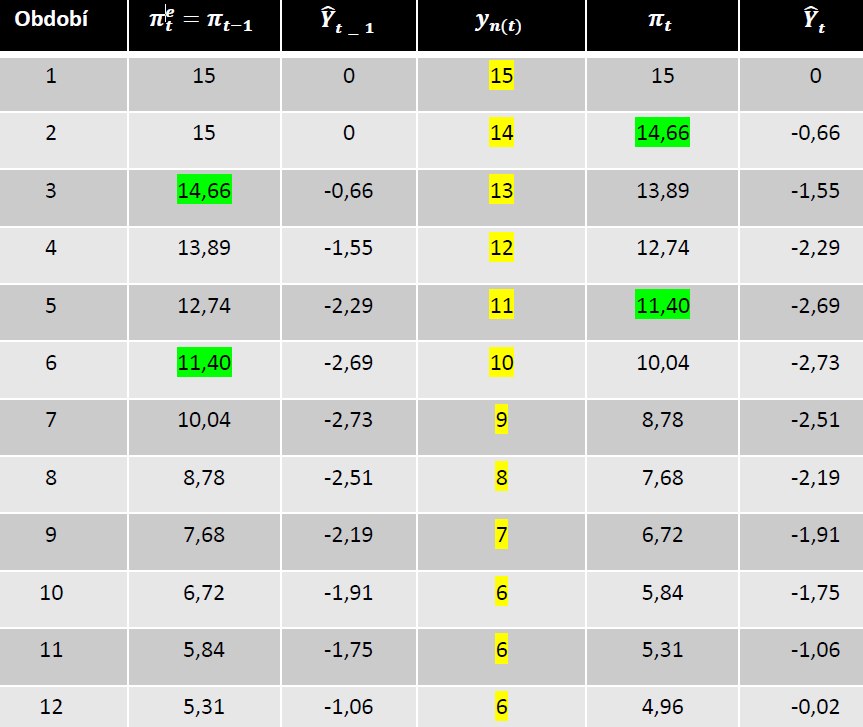 Období π_t^e = π_{t−1} Ŷ_{t − 1} y_{n(t)} π_t Ŷ_t
1 15 0 15 15 0
2 15 0 14 14,66 -0,66
3 14,66 -0,66 13 13,89 -1,55
4 13,89 -1,55 12 12,74 -2,29
5 12,74 -2,29 11 11,40 -2,69
6 11,40 -2,69 10 10,04 -2,73
7 10,04 -2,73 9 8,78 -2,51
8 8,78 -2,51 8 7,68 -2,19
9 7,68 -2,19 7 6,72 -1,91
10 6,72 -1,91 6 5,84 -1,75
11 5,84 -1,75 6 5,31 -1,06
12 5,31 -1,06 6 4,96 -0,02